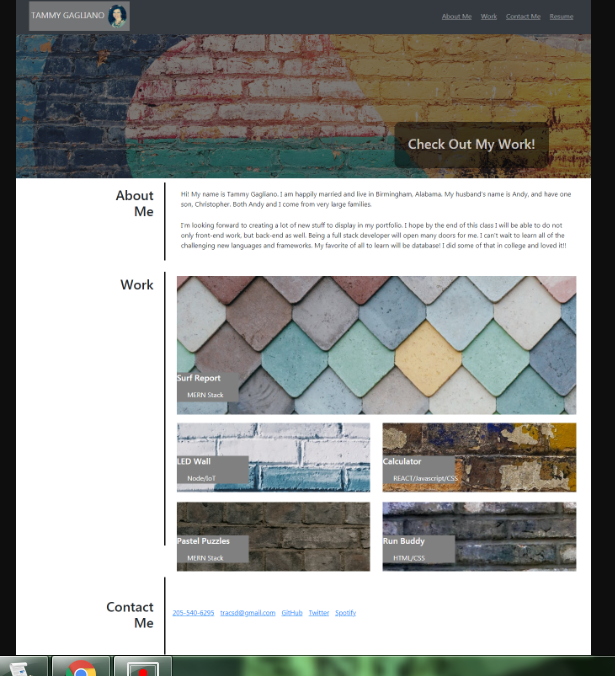 TAMMY GAGLIANO
About Me Work Contact Me Resume
Check Out My Work!
About
Me
Hi! My name is Tammy Gagliano. I am happily married and live in Birmingham, Alabama. My husband's name is Andy, and have one
son, Christopher. Both Andy and I come from very large families.
I'm looking forward to creating a lot of new stuff to display in my portfolio. I hope by the end of this class I will be able to do not
only front-end work, but back-end as well. Being a full stack developer will open many doors for me. I can't wait to learn all of the
challenging new languages and frameworks. My favorite of all to learn will be database! I did some of that in college and loved it!!
Work
Surf Report
MERN Stack
LED Wall
Node/IoT
Calculator
REACT/Javascript/CSS
Pastel Puzzles
MERN Stack
Run Buddy
HTML/CSS
Contact
Me
205-540-6295 tracsd@gmail.com GitHub Twitter Spotify